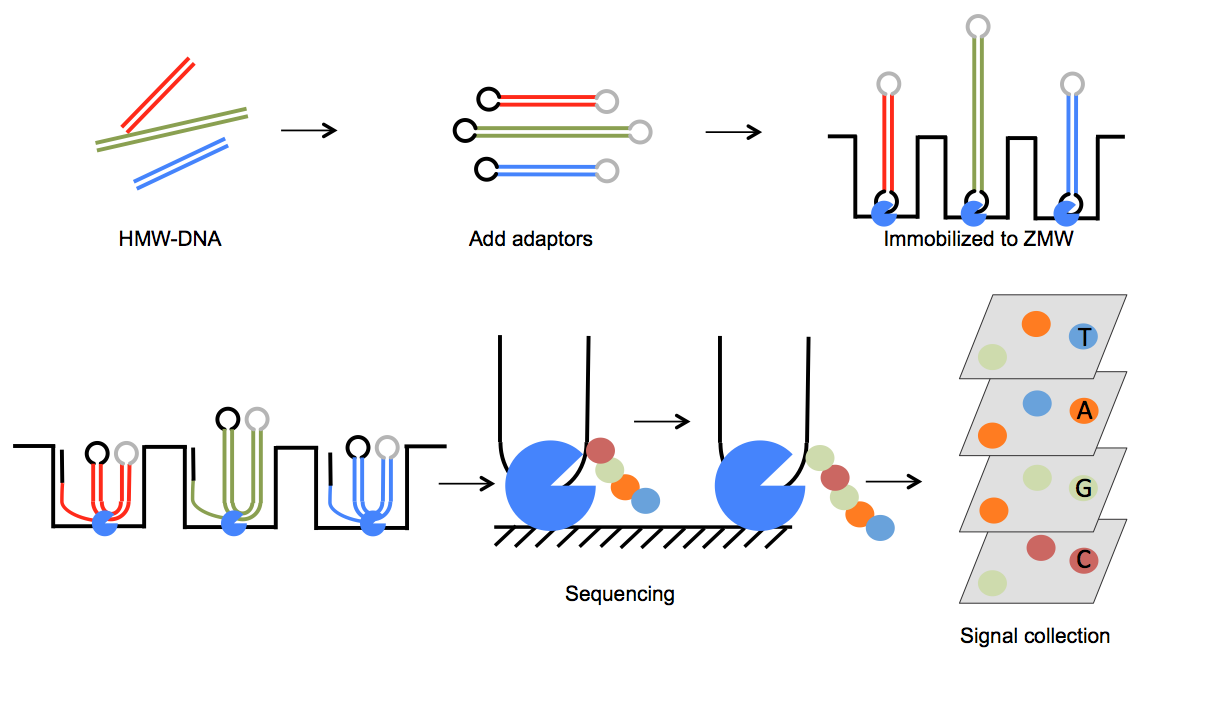 HMW-DNA
Add adaptors
Immobilized to ZMW
T
A
G
C
Sequencing
Signal collection